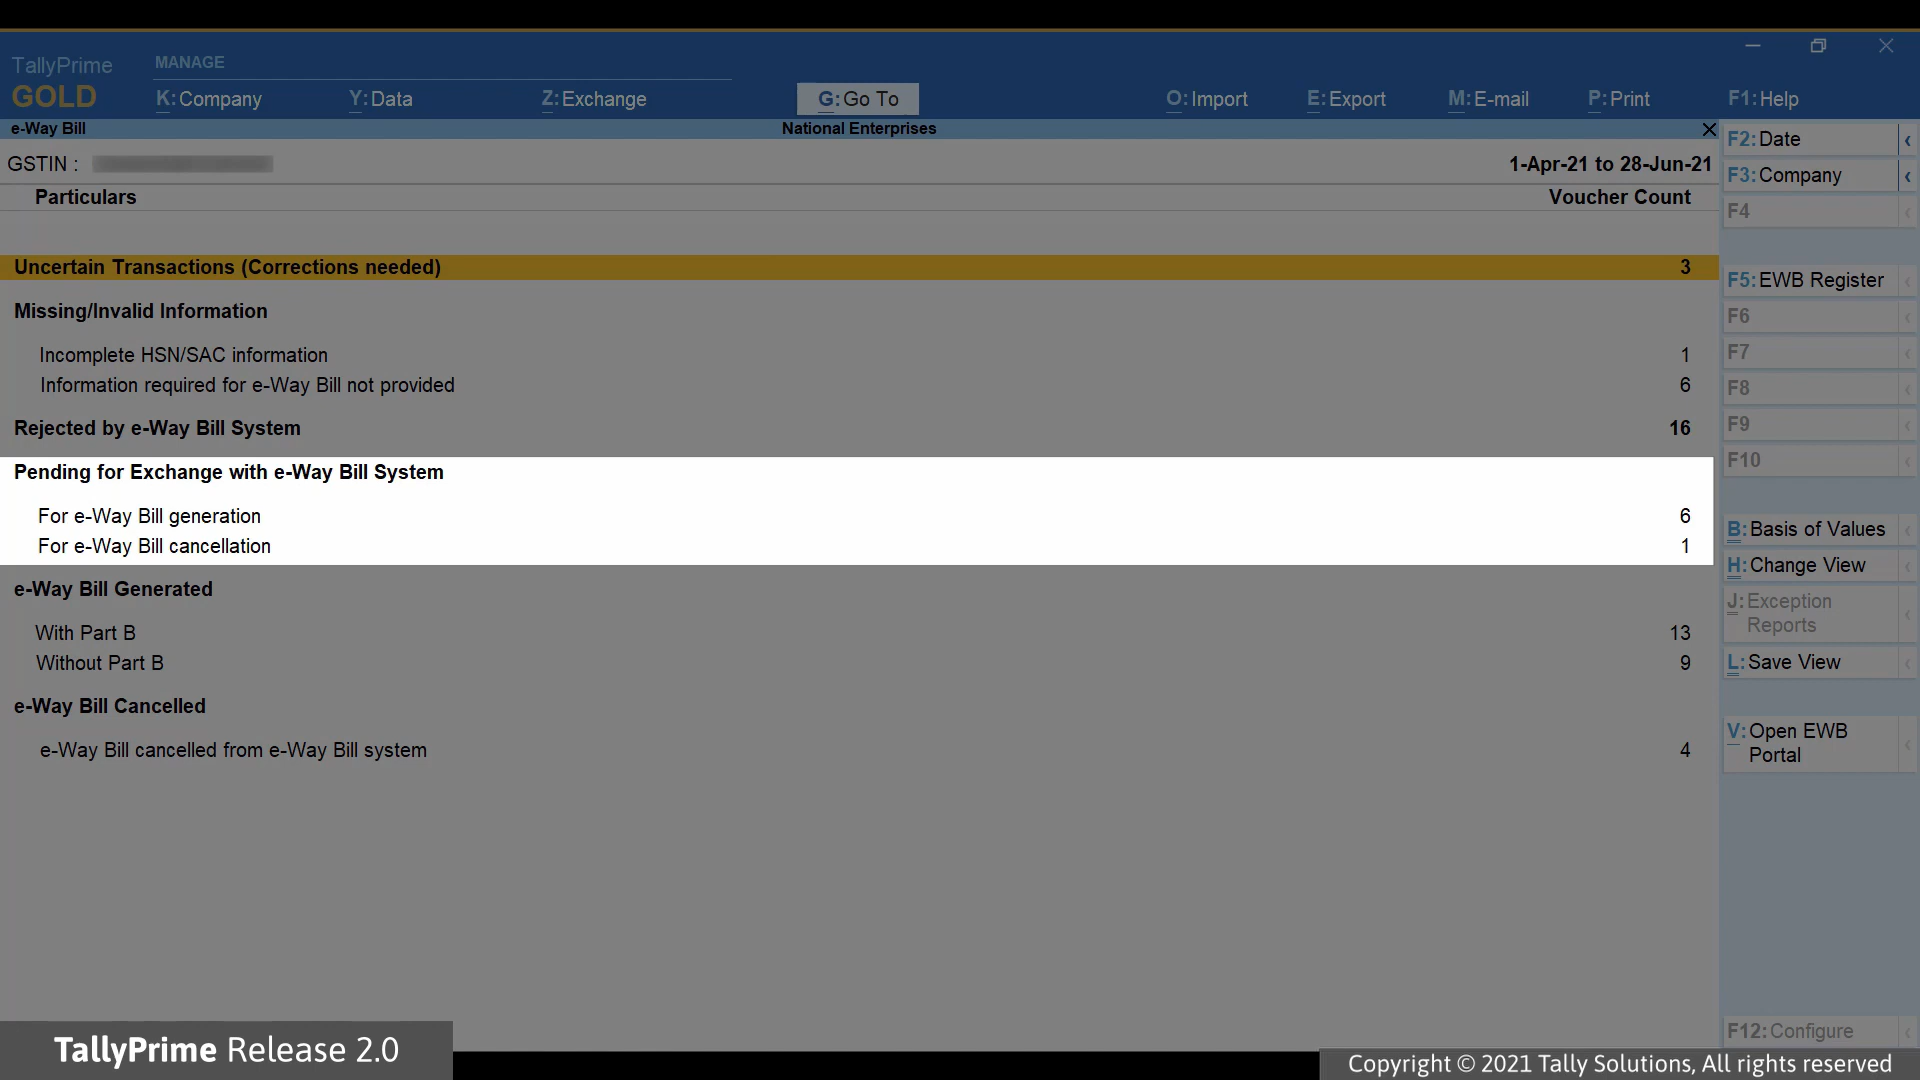 TallyPrime
MANAGE
GOLD
K:Company
Y:Data
Z:Exchange
G:Go To
O:Import
E:Export
M:E-mail
P:Print
F1:Help
e-Way Bill
National Enterprises
GSTIN :
1-Apr-21 to 28-Jun-21
Particulars
Voucher Count
Uncertain Transactions (Corrections needed) 3
Missing/Invalid Information
Incomplete HSN/SAC information 1
Information required for e-Way Bill not provided 6
Rejected by e-Way Bill System 16
Pending for Exchange with e-Way Bill System
For e-Way Bill generation 6
For e-Way Bill cancellation 1
e-Way Bill Generated
With Part B 13
Without Part B 9
e-Way Bill Cancelled
e-Way Bill cancelled from e-Way Bill system 4
F2:Date
F3:Company
F4
F5:EWB Register
F6
F7
F8
F9
F10
B:Basis of Values
H:Change View
J:Exception
Reports
L:Save View
V:Open EWB
Portal
F12:Configure
TallyPrime Release 2.0
Copyright © 2021 Tally Solutions, All rights reserved